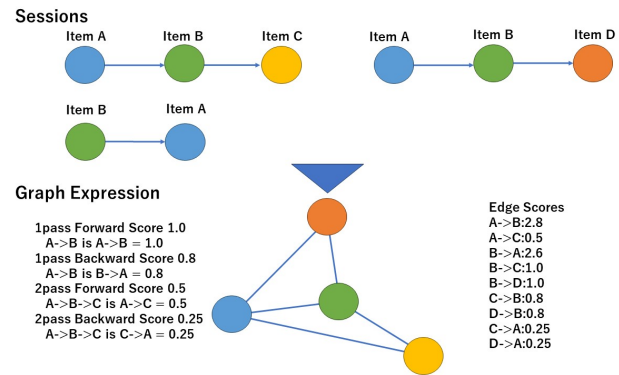 Sessions
Item A
Item B
Item C
Item A
Item B
Item D
Item B
Item A
Graph Expression
1pass Forward Score 1.0
A->B is A->B = 1.0
1pass Backward Score 0.8
A->B is B->A = 0.8
2pass Forward Score 0.5
A->B->C is A->C = 0.5
2pass Backward Score 0.25
A->B->C is C->A = 0.25
Edge Scores
A->B:2.8
A->C:0.5
B->A:2.6
B->C:1.0
B->D:1.0
C->B:0.8
D->B:0.8
C->A:0.25
D->A:0.25